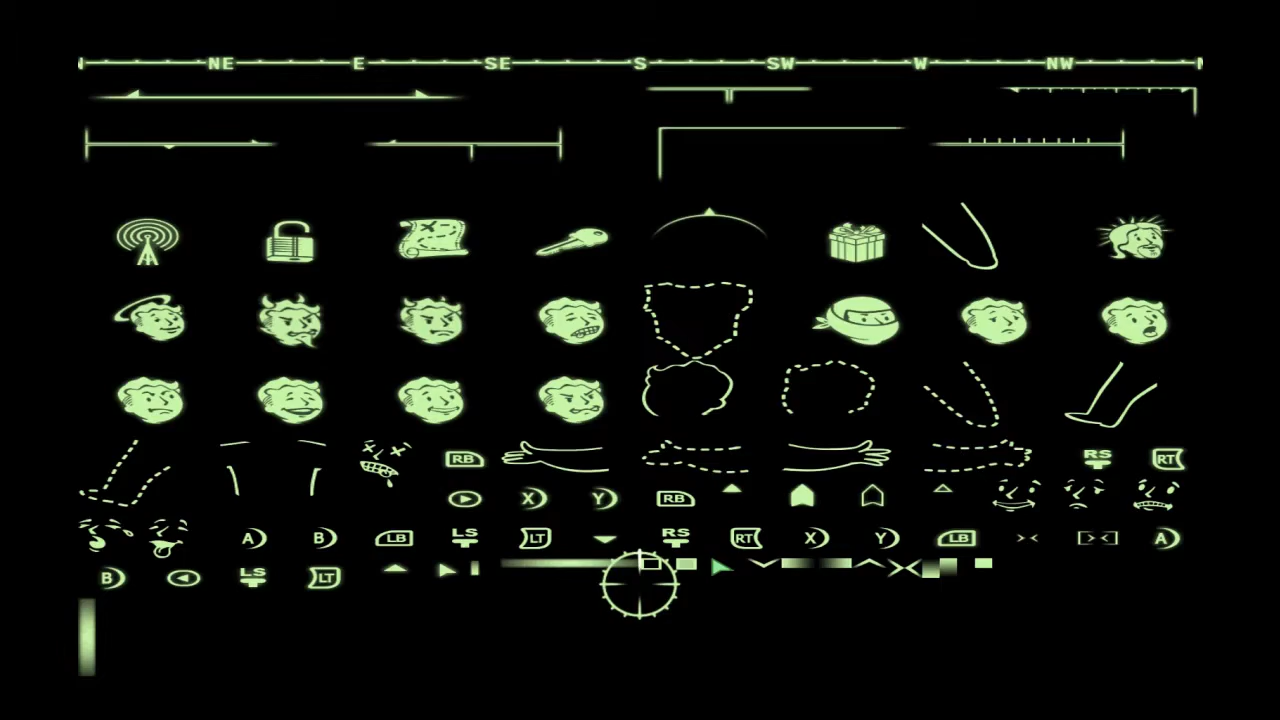 N NE E SE S SW W NW N
RB RS RT
X Y RB
A B LB LS LT RS RT X Y LB A
B LS LT